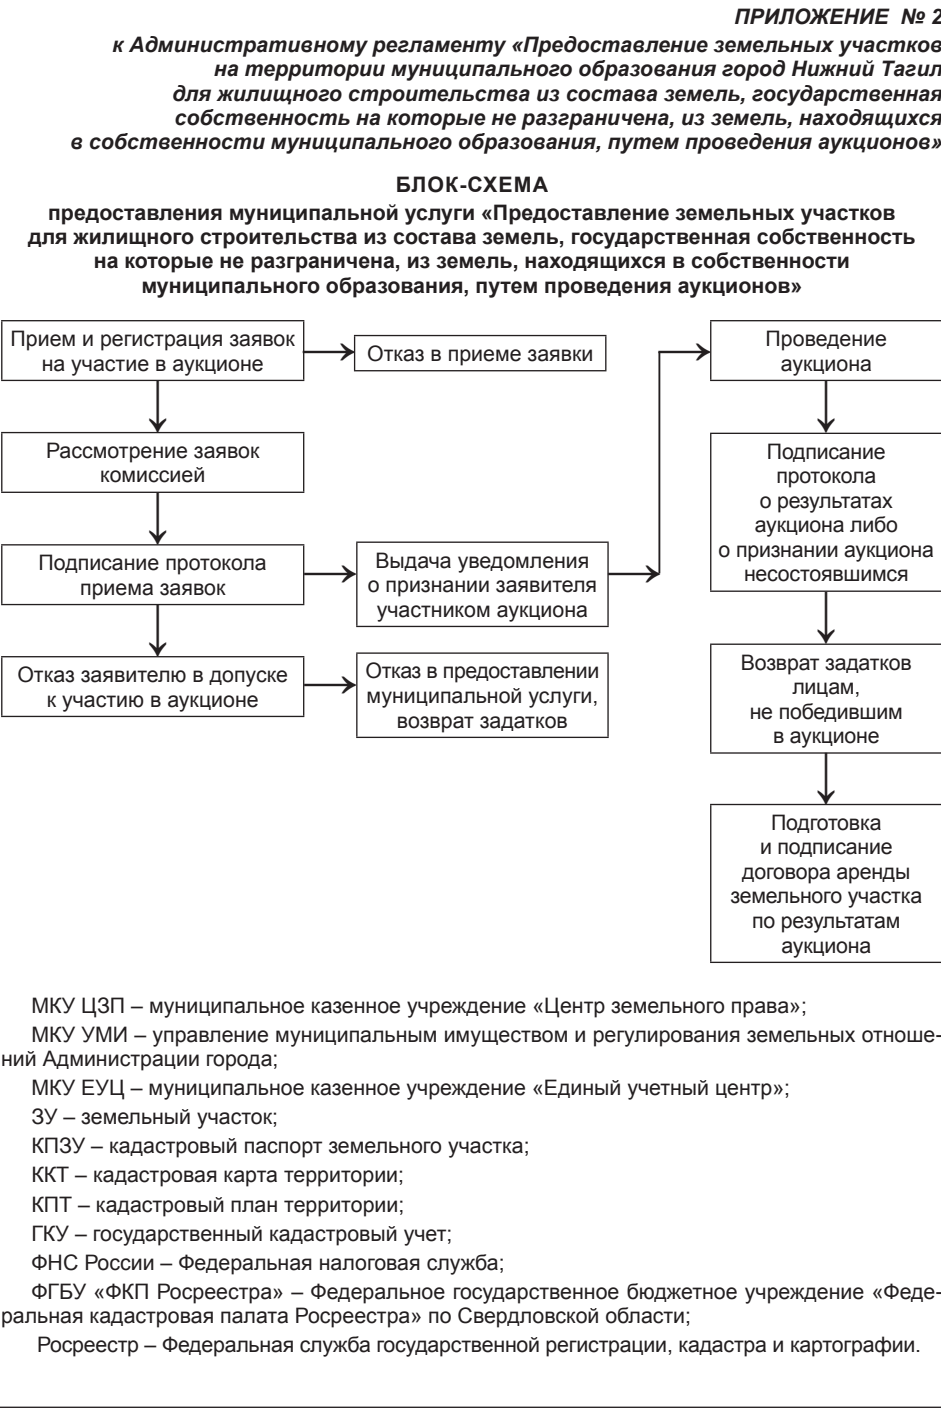 ПРИЛОЖЕНИЕ № 2
к Административному регламенту «Предоставление земельных участков
на территории муниципального образования город Нижний Тагил
для жилищного строительства из состава земель, государственная
собственность на которые не разграничена, из земель, находящихся
в собственности муниципального образования, путем проведения аукционов»
БЛОК-СХЕМА
предоставления муниципальной услуги «Предоставление земельных участков
для жилищного строительства из состава земель, государственная собственность
на которые не разграничена, из земель, находящихся в собственности
муниципального образования, путем проведения аукционов»
Прием и регистрация заявок
на участие в аукционе
Отказ в приеме заявки
Рассмотрение заявок
комиссией
Подписание протокола
приема заявок
Выдача уведомления
о признании заявителя
участником аукциона
Отказ заявителю в допуске
к участию в аукционе
Отказ в предоставлении
муниципальной услуги,
возврат задатков
Проведение
аукциона
Подписание
протокола
о результатах
аукциона либо
о признании аукциона
несостоявшимся
Возврат задатков
лицам,
не победившим
в аукционе
Подготовка
и подписание
договора аренды
земельного участка
по результатам
аукциона
МКУ ЦЗП – муниципальное казенное учреждение «Центр земельного права»;
МКУ УМИ – управление муниципальным имуществом и регулирования земельных отноше-
ний Администрации города;
МКУ ЕУЦ – муниципальное казенное учреждение «Единый учетный центр»;
ЗУ – земельный участок;
КПЗУ – кадастровый паспорт земельного участка;
ККТ – кадастровая карта территории;
КПТ – кадастровый план территории;
ГКУ – государственный кадастровый учет;
ФНС России – Федеральная налоговая служба;
ФГБУ «ФКП Росреестра» – Федеральное государственное бюджетное учреждение «Феде-
ральная кадастровая палата Росреестра» по Свердловской области;
Росреестр – Федеральная служба государственной регистрации, кадастра и картографии.